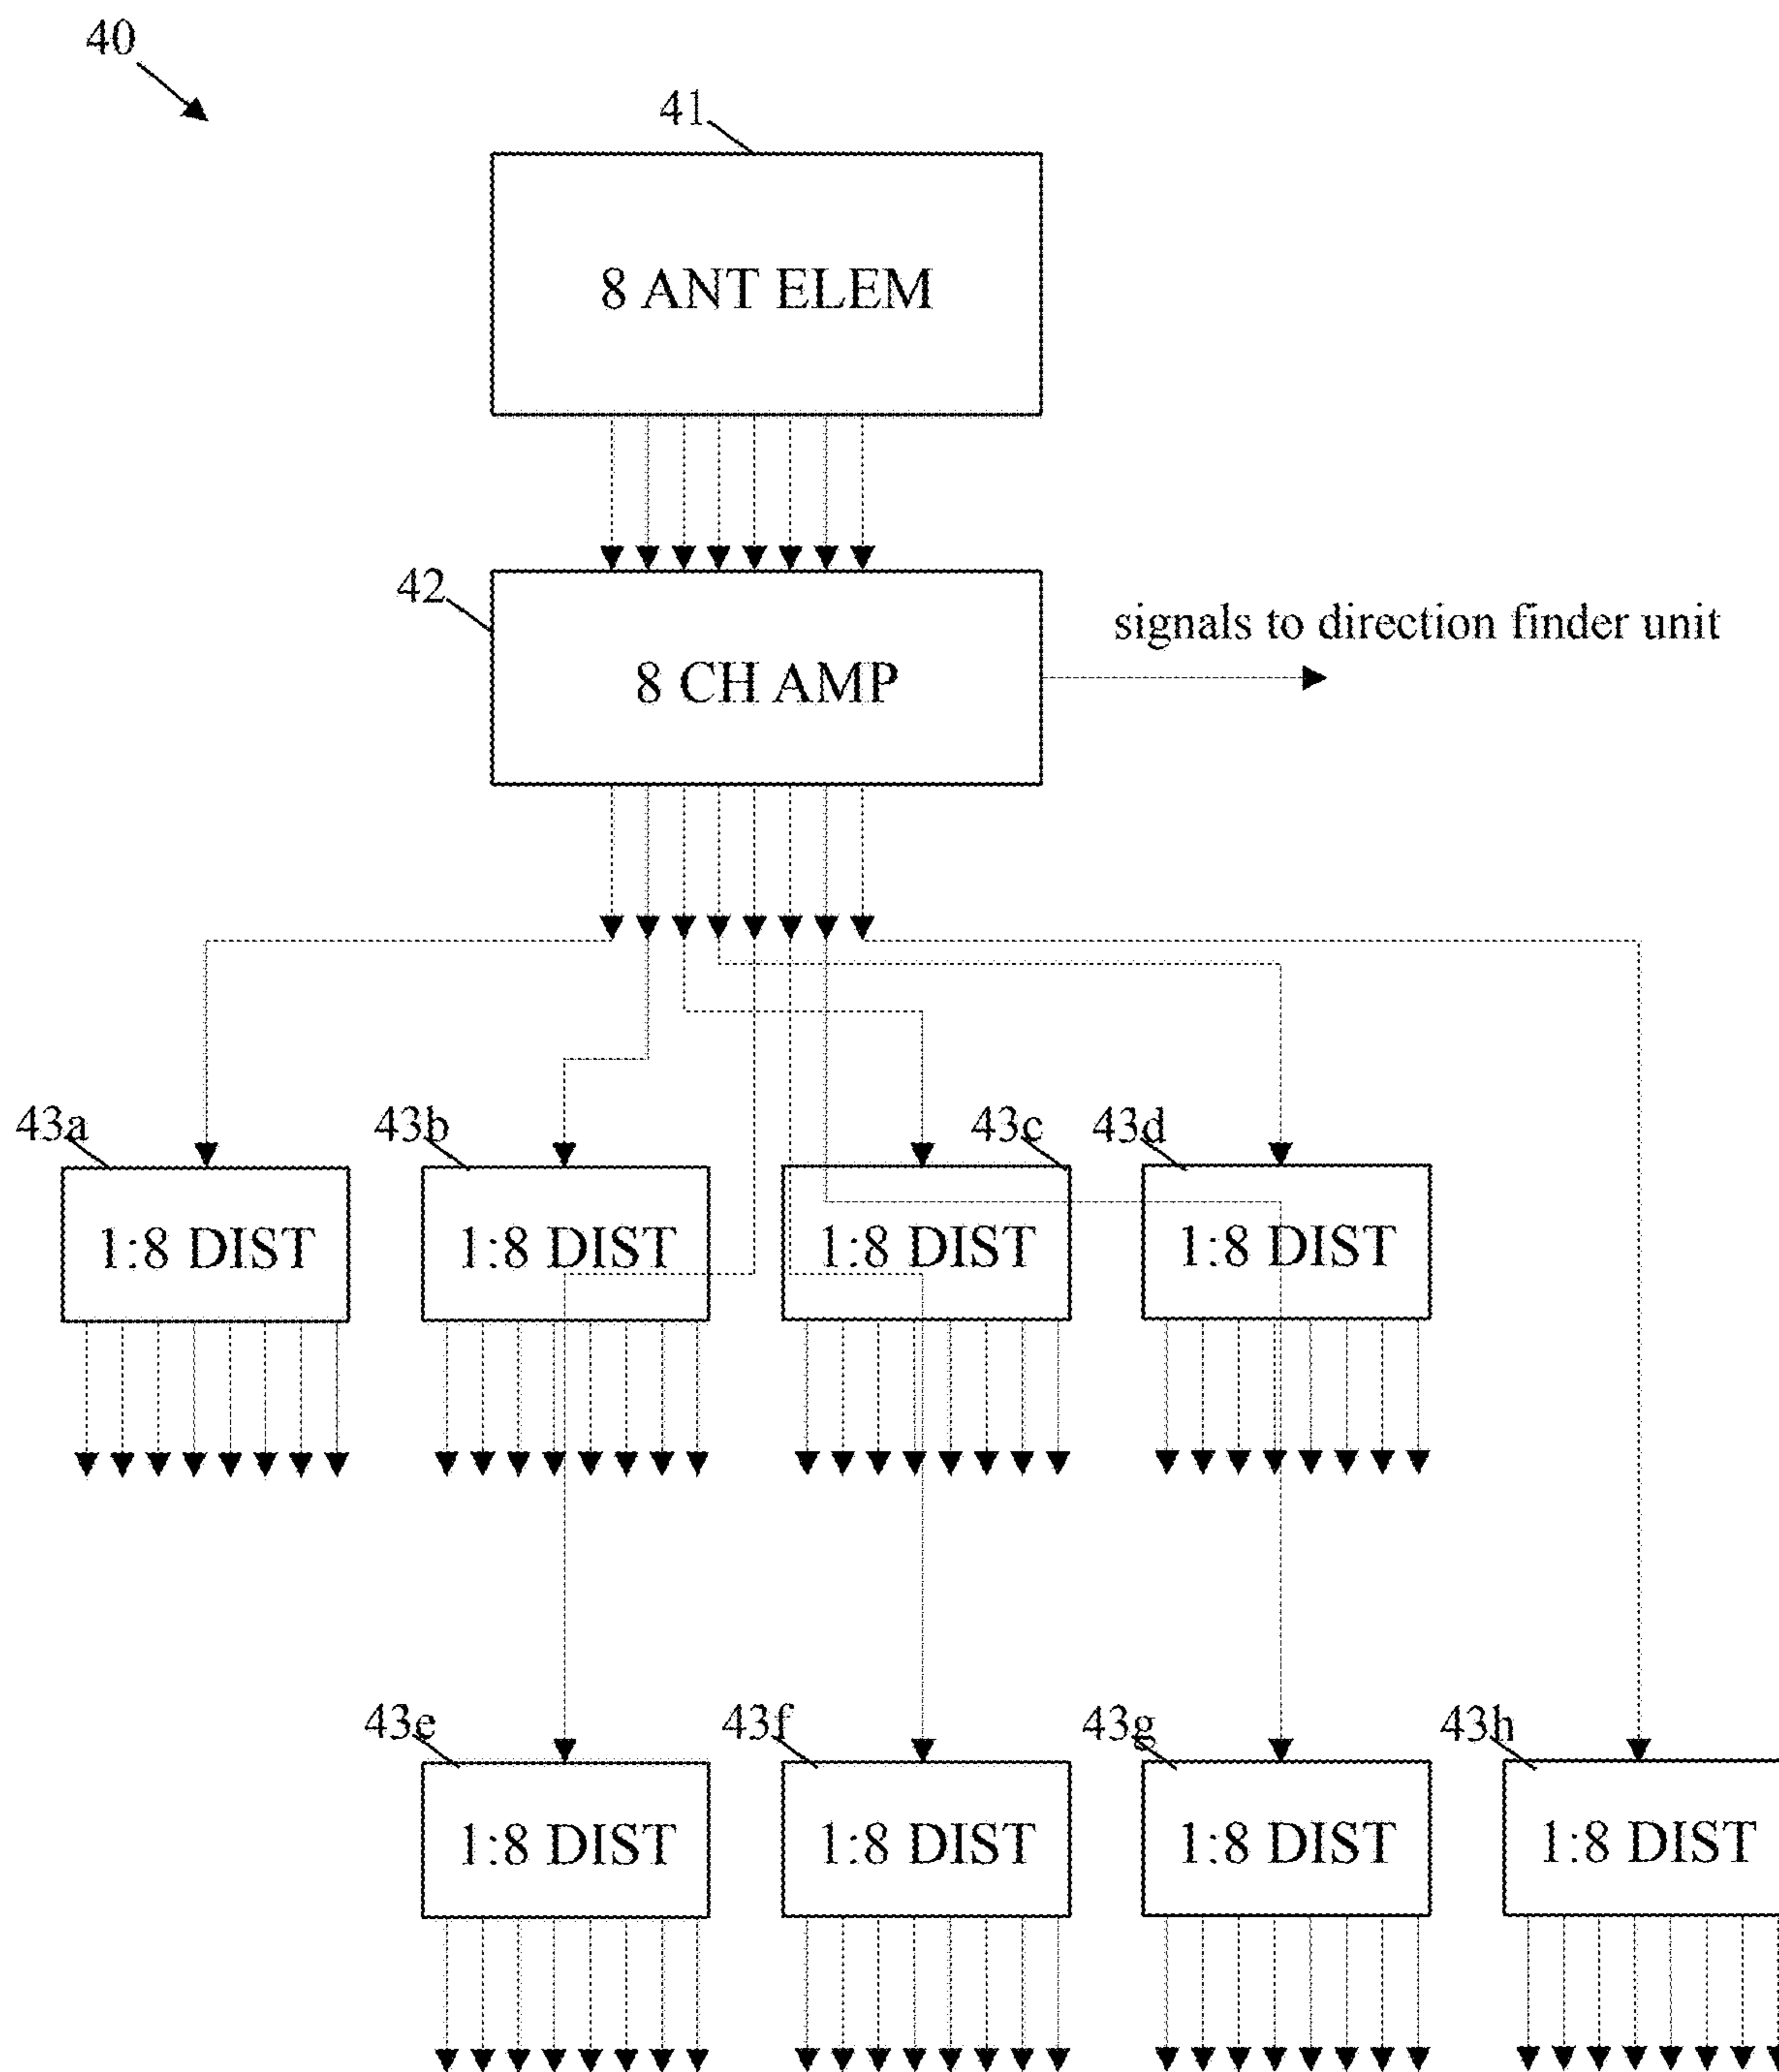 40
41
8 ANT ELEM
42
signals to direction finder unit
8 CH AMP
43a
43b
43c
43d
1:8 DIST
1:8 DIST
1:8 DIST
1:8 DIST
43e
43f
43g
43h
1:8 DIST
1:8 DIST
1:8 DIST
1:8 DIST